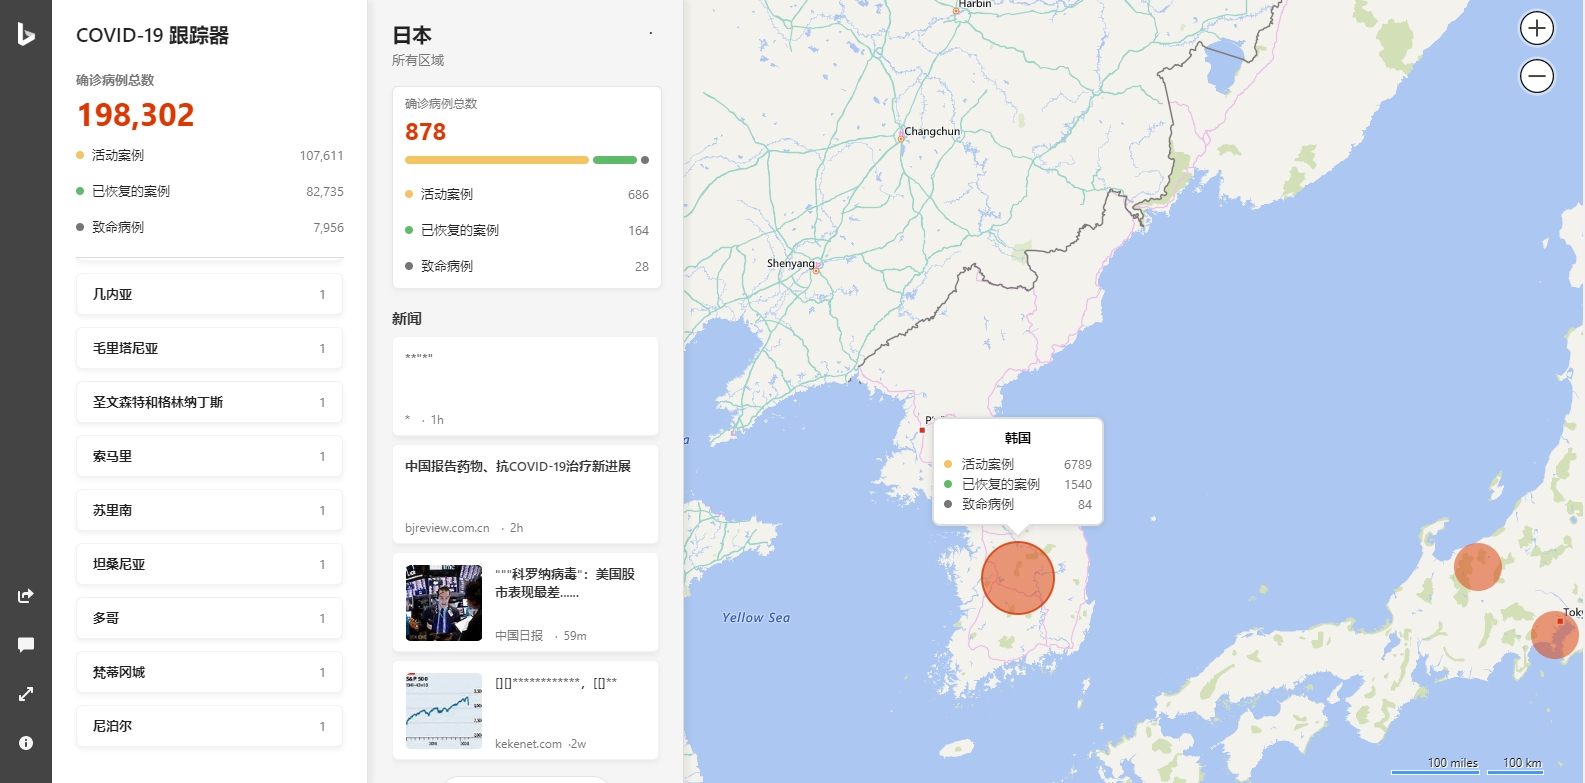 COVID-19 跟踪器
确诊病例总数
198,302
活动案例 107,611
已恢复的案例 82,735
致命病例 7,956
几内亚 1
毛里塔尼亚 1
圣文森特和格林纳丁斯 1
索马里 1
苏里南 1
坦桑尼亚 1
多哥 1
梵蒂冈城 1
尼泊尔 1
日本
所有区域
确诊病例总数
878
活动案例 686
已恢复的案例 164
致命病例 28
新闻
**"*"
* · 1h
中国报告药物、抗COVID-19治疗新进展
bjreview.com.cn · 2h
"""科罗纳病毒"：美国股
市表现最差......
中国日报 · 59m
[][]************，[[]**
kekenet.com ·2w
S&P 500
Harbin
Changchun
Shenyang
韩国
活动案例 6789
已恢复的案例 1540
致命病例 84
Yellow Sea
Toky
100 miles 100 km